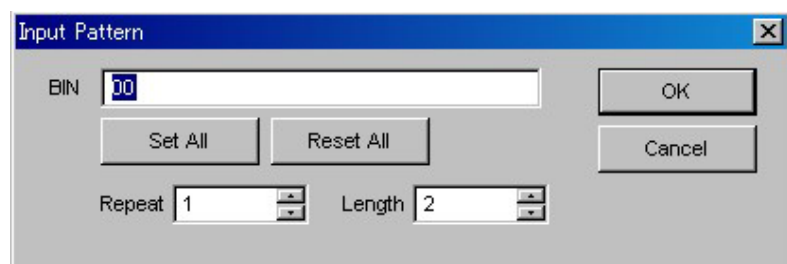 Input Pattern
BIN 00 OK
Set All Reset All Cancel
Repeat 1 Length 2